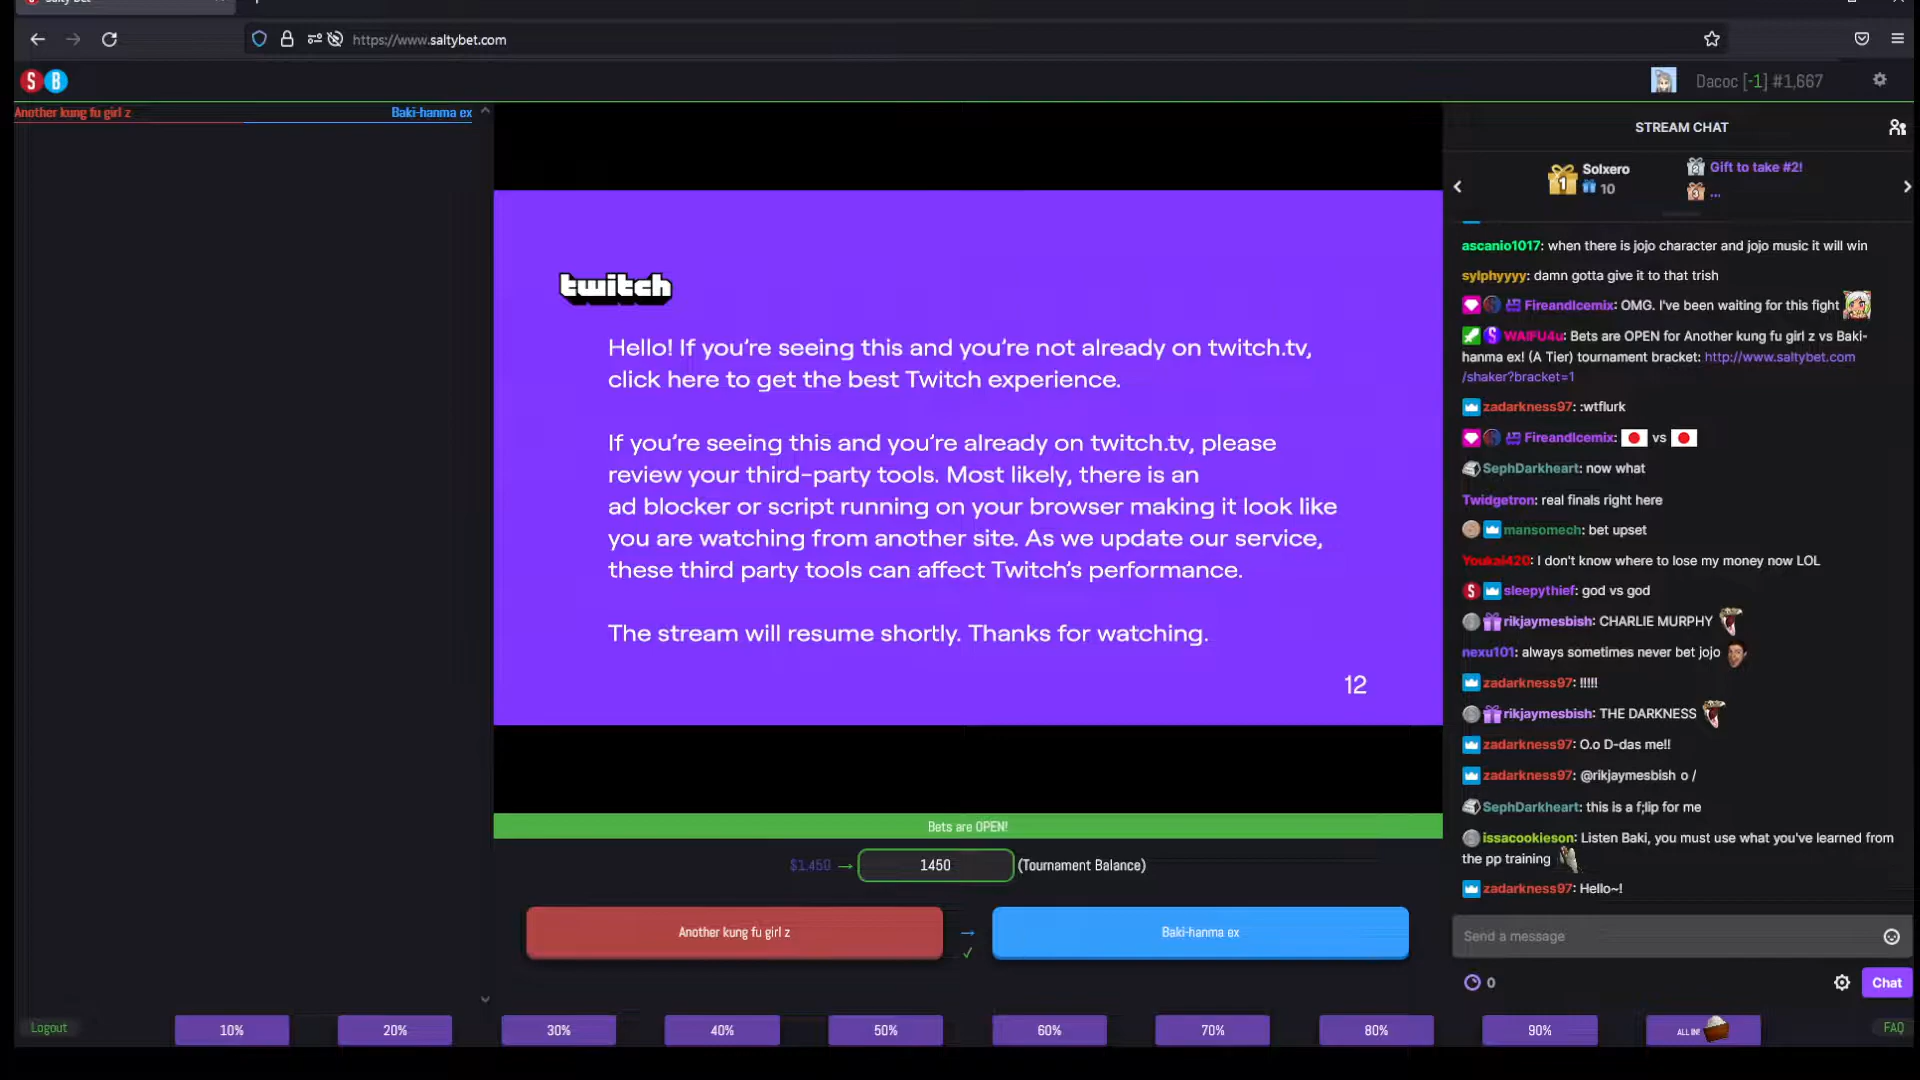 https://www.saltybet.com
S B
Dacoc [-1] #1,667
Another kung fu girl z
Baki-hanma ex
twitch
Hello! If you’re seeing this and you’re not already on twitch.tv,
click here to get the best Twitch experience.
If you’re seeing this and you’re already on twitch.tv, please
review your third-party tools. Most likely, there is an
ad blocker or script running on your browser making it look like
you are watching from another site. As we update our service,
these third party tools can affect Twitch’s performance.
The stream will resume shortly. Thanks for watching.
12
Bets are OPEN!
$1,450 → 1450 (Tournament Balance)
Another kung fu girl z
→
✓
Baki-hanma ex
STREAM CHAT
1 Solxero
10
2 Gift to take #2!
3 ...
ascanio1017: when there is jojo character and jojo music it will win
sylphyyyy: damn gotta give it to that trish
FireandIcemix: OMG. I've been waiting for this fight
WAIFU4u: Bets are OPEN for Another kung fu girl z vs Baki-
hanma ex! (A Tier) tournament bracket: http://www.saltybet.com
/shaker?bracket=1
zadarkness97: :wtflurk
FireandIcemix: vs
SephDarkheart: now what
Twidgetron: real finals right here
mansomech: bet upset
Youkai420: I don't know where to lose my money now LOL
sleepythief: god vs god
rikjaymesbish: CHARLIE MURPHY
nexu101: always sometimes never bet jojo
zadarkness97: !!!!!
rikjaymesbish: THE DARKNESS
zadarkness97: O.o D-das me!!
zadarkness97: @rikjaymesbish o /
SephDarkheart: this is a f;lip for me
issacookieson: Listen Baki, you must use what you've learned from
the pp training
zadarkness97: Hello~!
Send a message
0
Chat
Logout
10%
20%
30%
40%
50%
60%
70%
80%
90%
ALL IN!
FAQ